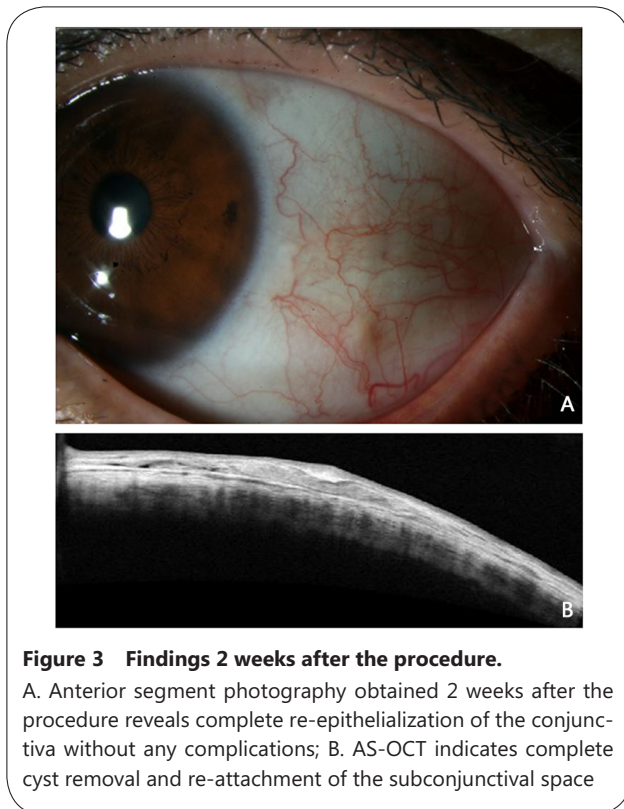 A
B
Figure 3 Findings 2 weeks after the procedure.
A. Anterior segment photography obtained 2 weeks after the
procedure reveals complete re-epithelialization of the conjunc-
tiva without any complications; B. AS-OCT indicates complete
cyst removal and re-attachment of the subconjunctival space